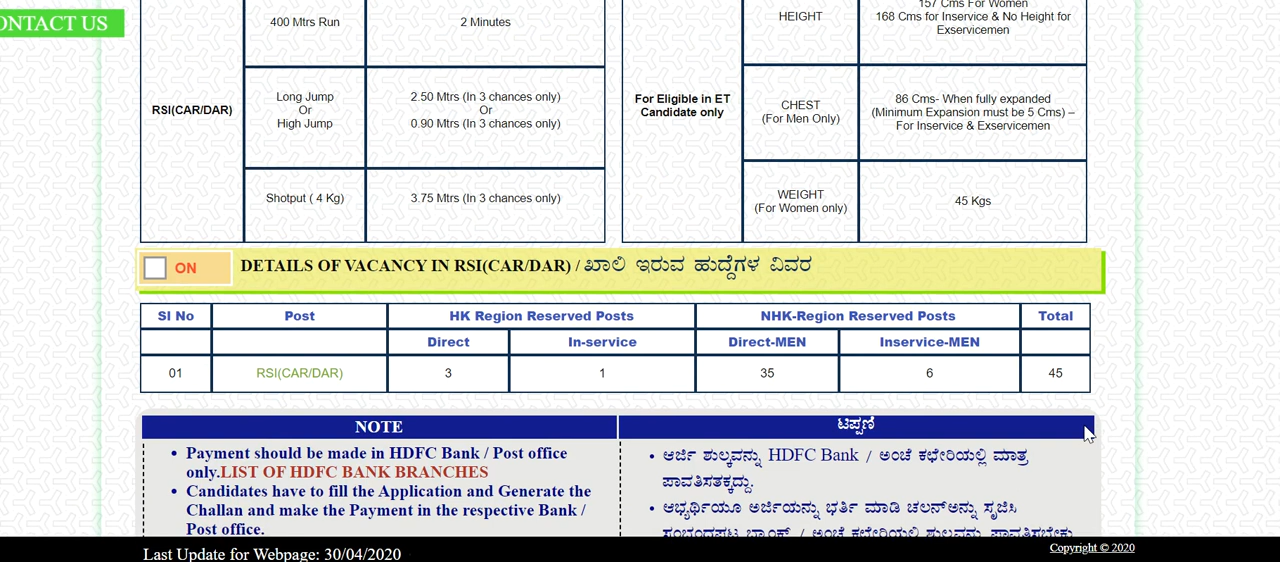 ONTACT US
157 Cms For Women
400 Mtrs Run
2 Minutes
HEIGHT
168 Cms for Inservice & No Height for
Exservicemen
RSI(CAR/DAR)
Long Jump
Or
High Jump
2.50 Mtrs (In 3 chances only)
Or
0.90 Mtrs (In 3 chances only)
For Eligible in ET
Candidate only
CHEST
(For Men Only)
86 Cms- When fully expanded
(Minimum Expansion must be 5 Cms) –
For Inservice & Exservicemen
Shotput ( 4 Kg)
3.75 Mtrs (In 3 chances only)
WEIGHT
(For Women only)
45 Kgs
ON
DETAILS OF VACANCY IN RSI(CAR/DAR) / ಖಾಲಿ ಇರುವ ಹುದ್ದೆಗಳ ವಿವರ
SI No Post HK Region Reserved Posts NHK-Region Reserved Posts Total
Direct In-service Direct-MEN Inservice-MEN
01 RSI(CAR/DAR) 3 1 35 6 45
NOTE
ಟಿಪ್ಪಣಿ
• Payment should be made in HDFC Bank / Post office
only.LIST OF HDFC BANK BRANCHES
• Candidates have to fill the Application and Generate the
Challan and make the Payment in the respective Bank /
Post office.
• ಅರ್ಜಿ ಶುಲ್ಕವನ್ನು HDFC Bank / ಅಂಚೆ ಕಛೇರಿಯಲ್ಲಿ ಮಾತ್ರ
ಪಾವತಿಸತಕ್ಕದ್ದು.
• ಅಭ್ಯರ್ಥಿಯೂ ಅರ್ಜಿಯನ್ನು ಭರ್ತಿ ಮಾಡಿ ಚಲನ್‌ಅನ್ನು ಸೃಜಿಸಿ
ಸಂಬಂಧಪಟ್ಟ ಬ್ಯಾಂಕ್ / ಅಂಚೆ ಕಛೇರಿಯಲ್ಲಿ ಶುಲ್ಕವನ್ನು ಪಾವತಿಸಬೇಕು
Last Update for Webpage: 30/04/2020
Copyright © 2020